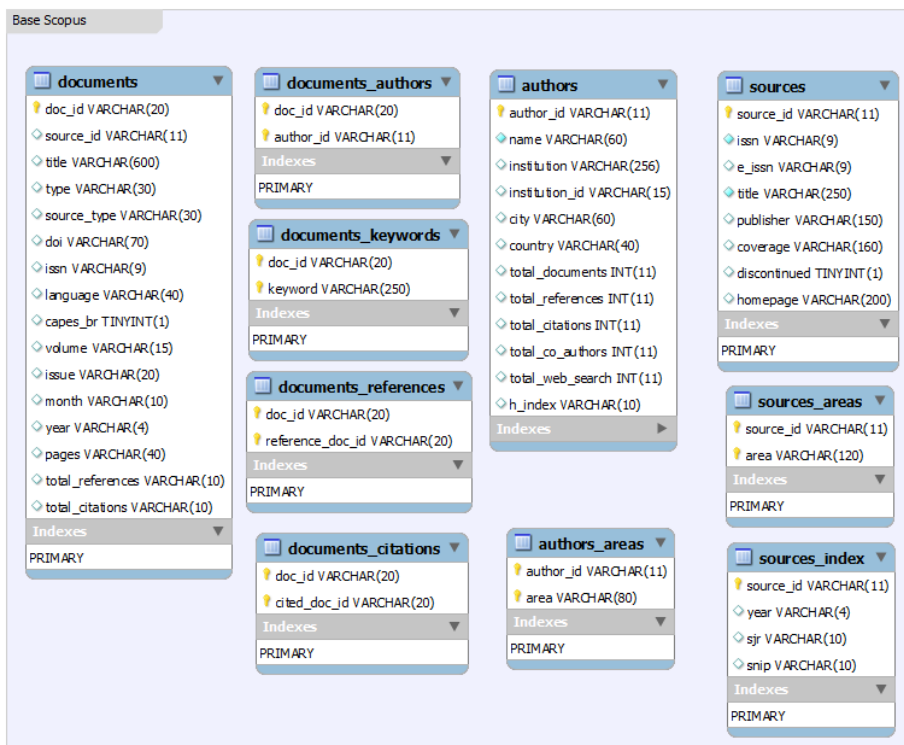 Base Scopus
documents
doc_id VARCHAR(20)
source_id VARCHAR(11)
title VARCHAR(600)
type VARCHAR(30)
source_type VARCHAR(30)
doi VARCHAR(70)
issn VARCHAR(9)
language VARCHAR(40)
capes_br TINYINT(1)
volume VARCHAR(15)
issue VARCHAR(20)
month VARCHAR(10)
year VARCHAR(4)
pages VARCHAR(40)
total_references VARCHAR(10)
total_citations VARCHAR(10)
Indexes
PRIMARY
documents_authors
doc_id VARCHAR(20)
author_id VARCHAR(11)
Indexes
PRIMARY
documents_keywords
doc_id VARCHAR(20)
keyword VARCHAR(250)
Indexes
PRIMARY
documents_references
doc_id VARCHAR(20)
reference_doc_id VARCHAR(20)
Indexes
PRIMARY
documents_citations
doc_id VARCHAR(20)
cited_doc_id VARCHAR(20)
Indexes
PRIMARY
authors
author_id VARCHAR(11)
name VARCHAR(60)
institution VARCHAR(256)
institution_id VARCHAR(15)
city VARCHAR(60)
country VARCHAR(40)
total_documents INT(11)
total_references INT(11)
total_citations INT(11)
total_co_authors INT(11)
total_web_search INT(11)
h_index VARCHAR(10)
Indexes
authors_areas
author_id VARCHAR(11)
area VARCHAR(80)
Indexes
PRIMARY
sources
source_id VARCHAR(11)
issn VARCHAR(9)
e_issn VARCHAR(9)
title VARCHAR(250)
publisher VARCHAR(150)
coverage VARCHAR(160)
discontinued TINYINT(1)
homepage VARCHAR(200)
Indexes
PRIMARY
sources_areas
source_id VARCHAR(11)
area VARCHAR(120)
Indexes
PRIMARY
sources_index
source_id VARCHAR(11)
year VARCHAR(4)
sjr VARCHAR(10)
snip VARCHAR(10)
Indexes
PRIMARY